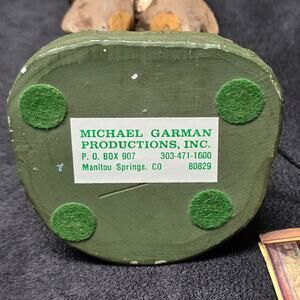 MICHAEL GARMAN
PRODUCTIONS, INC.
P. O. BOX 907 303-471-1600
Manitou Springs, CO 80829